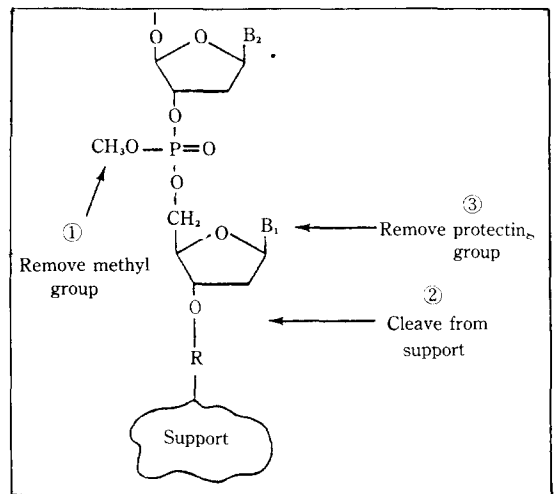 O
O
B₂
O
CH₃O—P=O
O
CH₂
①
Remove methyl
group
O
B₁
③
Remove protecting
group
②
Cleave from
support
O
R
Support